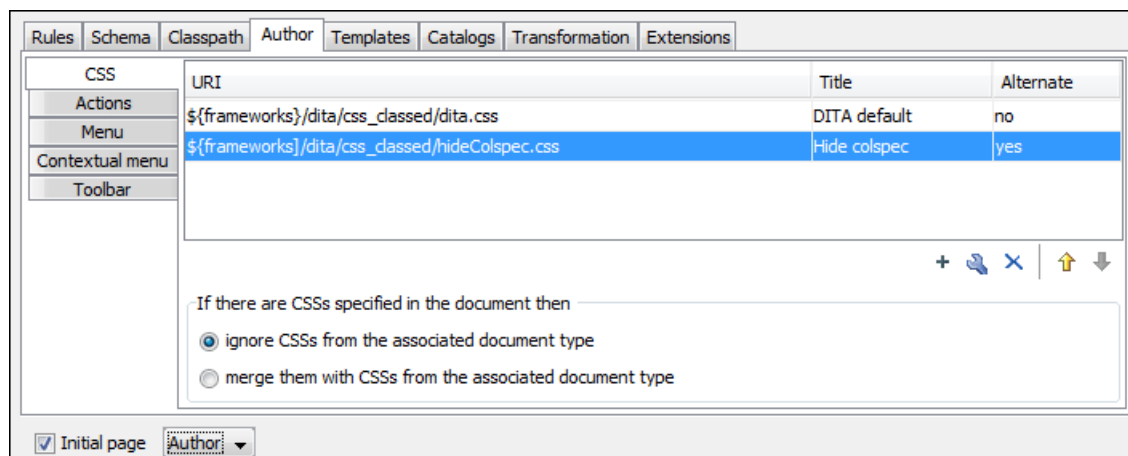 Rules Schema Classpath Author Templates Catalogs Transformation Extensions
CSS
Actions
Menu
Contextual menu
Toolbar
URI Title Alternate
${frameworks}/dita/css_classed/dita.css DITA default no
${frameworks]/dita/css_classed/hideColspec.css Hide colspec yes
If there are CSSs specified in the document then
ignore CSSs from the associated document type
merge them with CSSs from the associated document type
Initial page Author